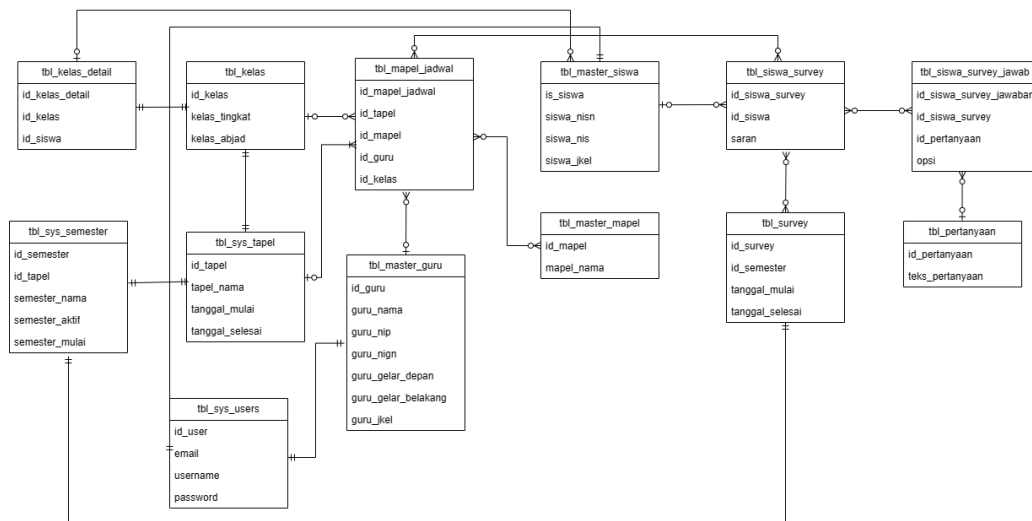 tbl_kelas_detail
id_kelas_detail
id_kelas
id_siswa
tbl_kelas
id_kelas
kelas_tingkat
kelas_abjad
tbl_mapel_jadwal
id_mapel_jadwal
id_tapel
id_mapel
id_guru
id_kelas
tbl_master_siswa
is_siswa
siswa_nisn
siswa_nis
siswa_jkel
tbl_siswa_survey
id_siswa_survey
id_siswa
saran
tbl_siswa_survey_jawab
id_siswa_survey_jawaban
id_siswa_survey
id_pertanyaan
opsi
tbl_sys_semester
id_semester
id_tapel
semester_nama
semester_aktif
semester_mulai
tbl_sys_tapel
id_tapel
tapel_nama
tanggal_mulai
tanggal_selesai
tbl_master_guru
id_guru
guru_nama
guru_nip
guru_nign
guru_gelar_depan
guru_gelar_belakang
guru_jkel
tbl_master_mapel
id_mapel
mapel_nama
tbl_survey
id_survey
id_semester
tanggal_mulai
tanggal_selesai
tbl_pertanyaan
id_pertanyaan
teks_pertanyaan
tbl_sys_users
id_user
email
username
password